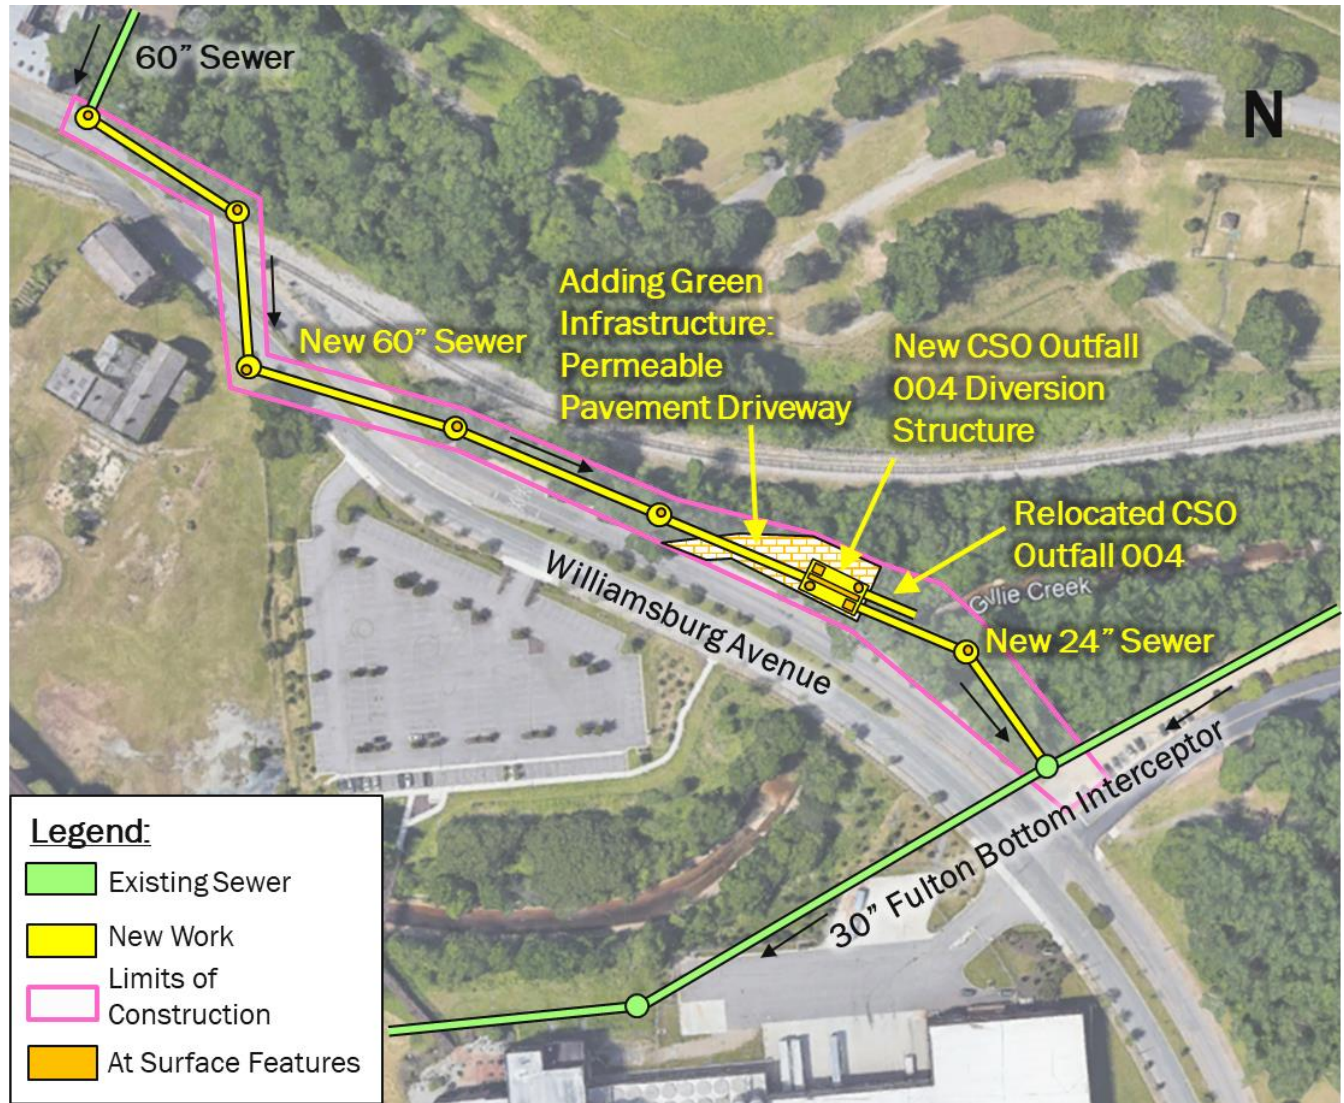 60” Sewer
N
Adding Green
Infrastructure:
Permeable
Pavement Driveway
New 60” Sewer
New CSO Outfall
004 Diversion
Structure
Relocated CSO
Outfall 004
Gillie Creek
Williamsburg Avenue
New 24” Sewer
30” Fulton Bottom Interceptor
Legend:
Existing Sewer
New Work
Limits of
Construction
At Surface Features